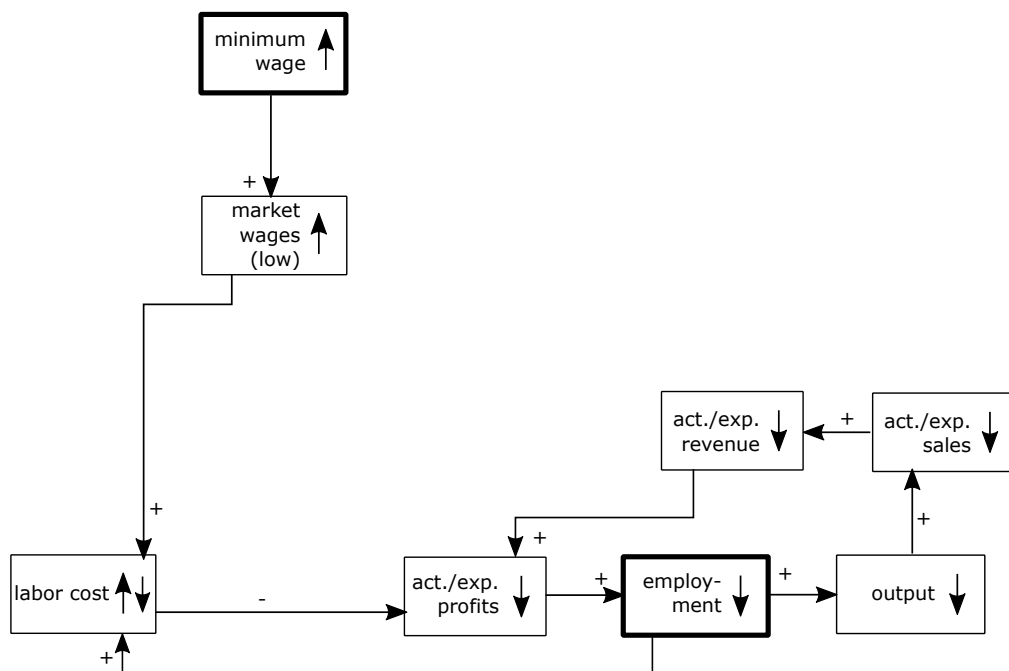 minimum
wage
+
market
wages
(low)
+
act./exp.
revenue
+
act./exp.
sales
+
+
labor cost
-
act./exp.
profits
+
employ-
ment
+
output
+